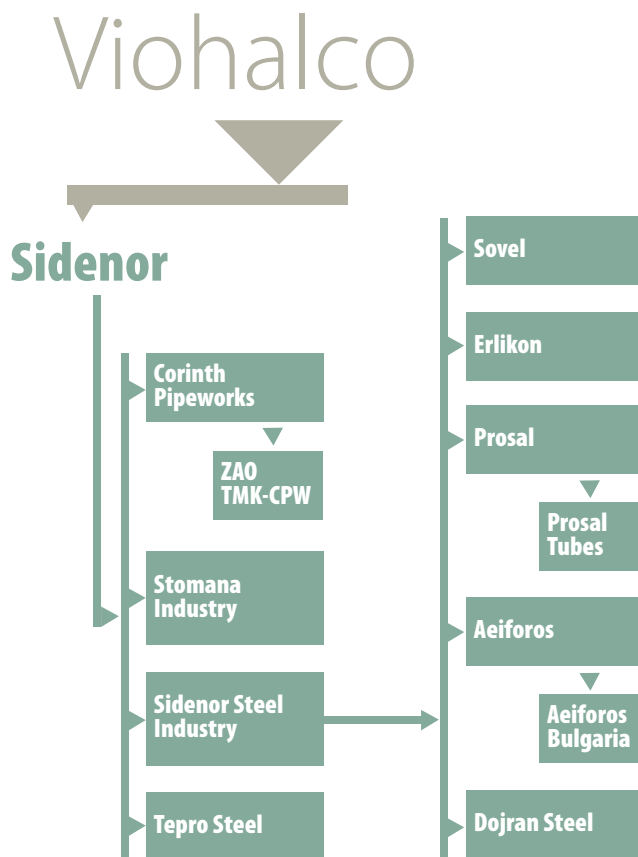 Viohalco
Sidenor
Corinth
Pipeworks
ZAO
TMK-CPW
Stomana
Industry
Sidenor Steel
Industry
Tepro Steel
Sovel
Erlikon
Prosal
Prosal
Tubes
Aeiforos
Aeiforos
Bulgaria
Dojran Steel